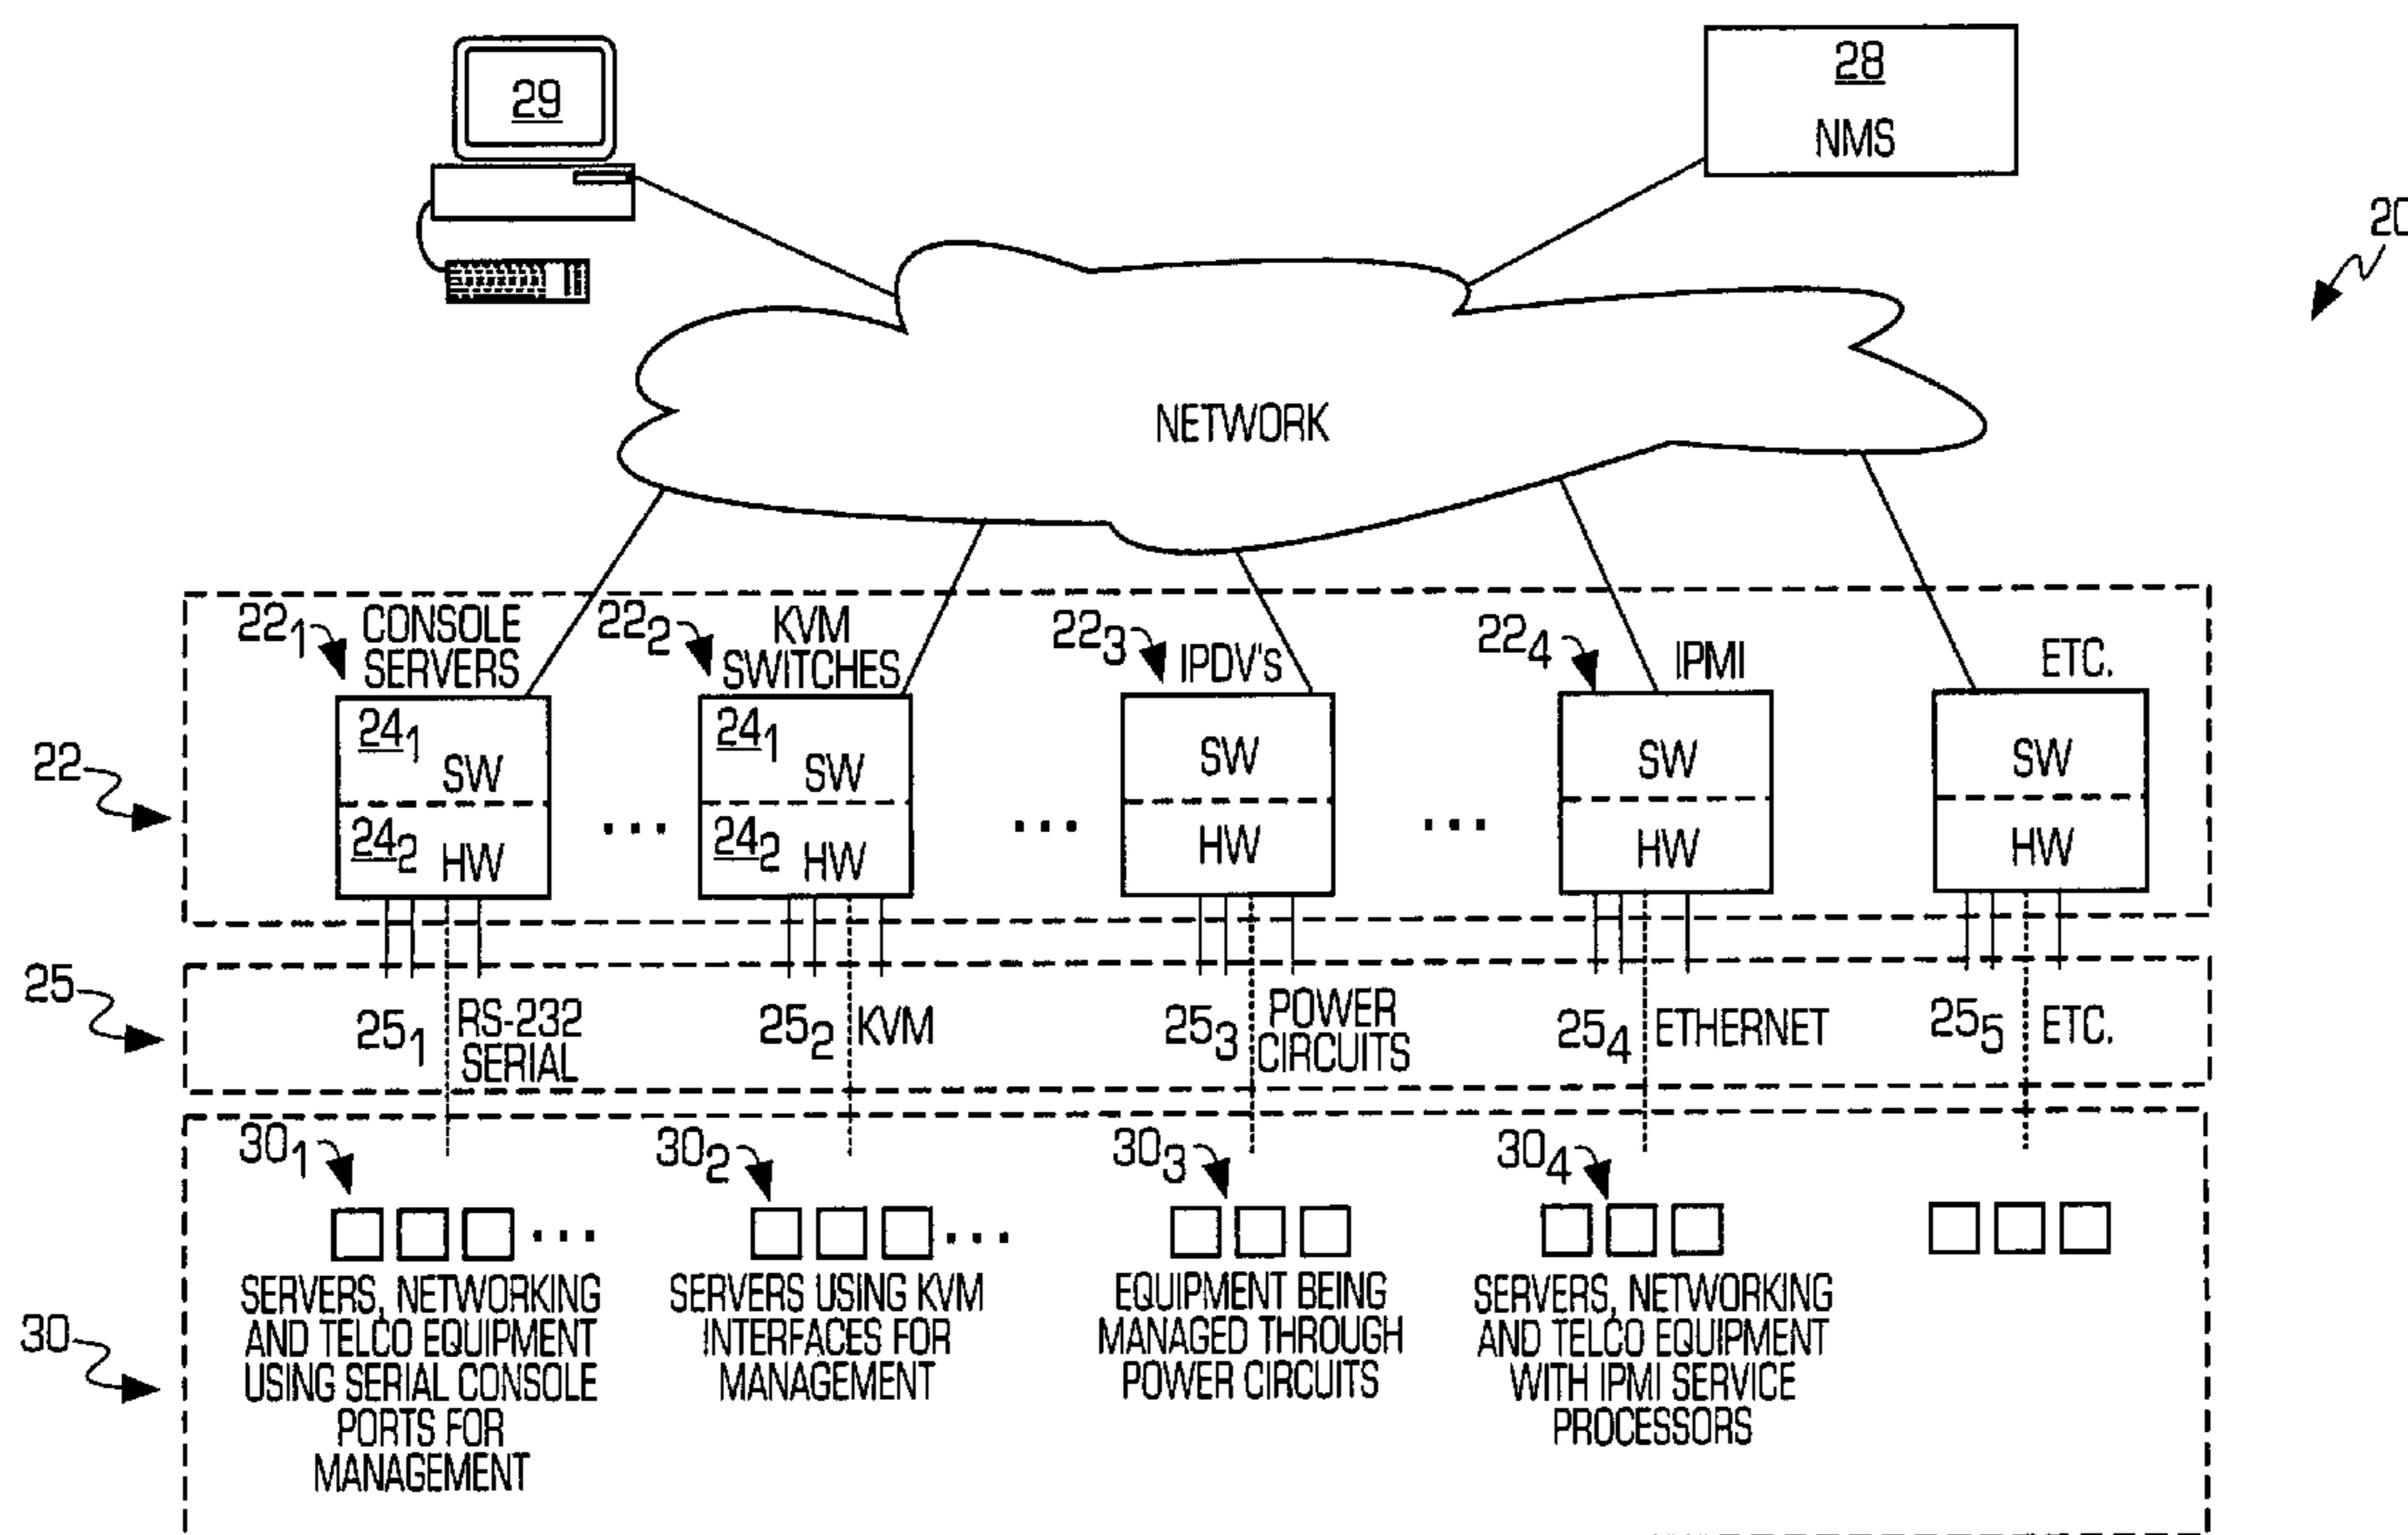 29
28
NMS
20
NETWORK
22₁
CONSOLE
SERVERS
22₂
KVM
SWITCHES
22₃
IPDV's
22₄
IPMI
ETC.
22
24₁
SW
24₂
HW
...
24₁
SW
24₂
HW
...
SW
HW
...
SW
HW
SW
HW
25
25₁
RS-232
SERIAL
25₂
KVM
25₃
POWER
CIRCUITS
25₄
ETHERNET
25₅
ETC.
30
30₁
...
SERVERS, NETWORKING
AND TELCO EQUIPMENT
USING SERIAL CONSOLE
PORTS FOR
MANAGEMENT
30₂
...
SERVERS USING KVM
INTERFACES FOR
MANAGEMENT
30₃
EQUIPMENT BEING
MANAGED THROUGH
POWER CIRCUITS
30₄
SERVERS, NETWORKING
AND TELCO EQUIPMENT
WITH IPMI SERVICE
PROCESSORS